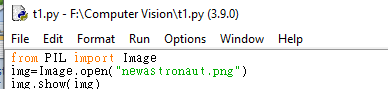 t1.py - F:\Computer Vision\t1.py (3.9.0)
File Edit Format Run Options Window Help
from PIL import Image
img=Image.open("newastronaut.png")
img.show(img)